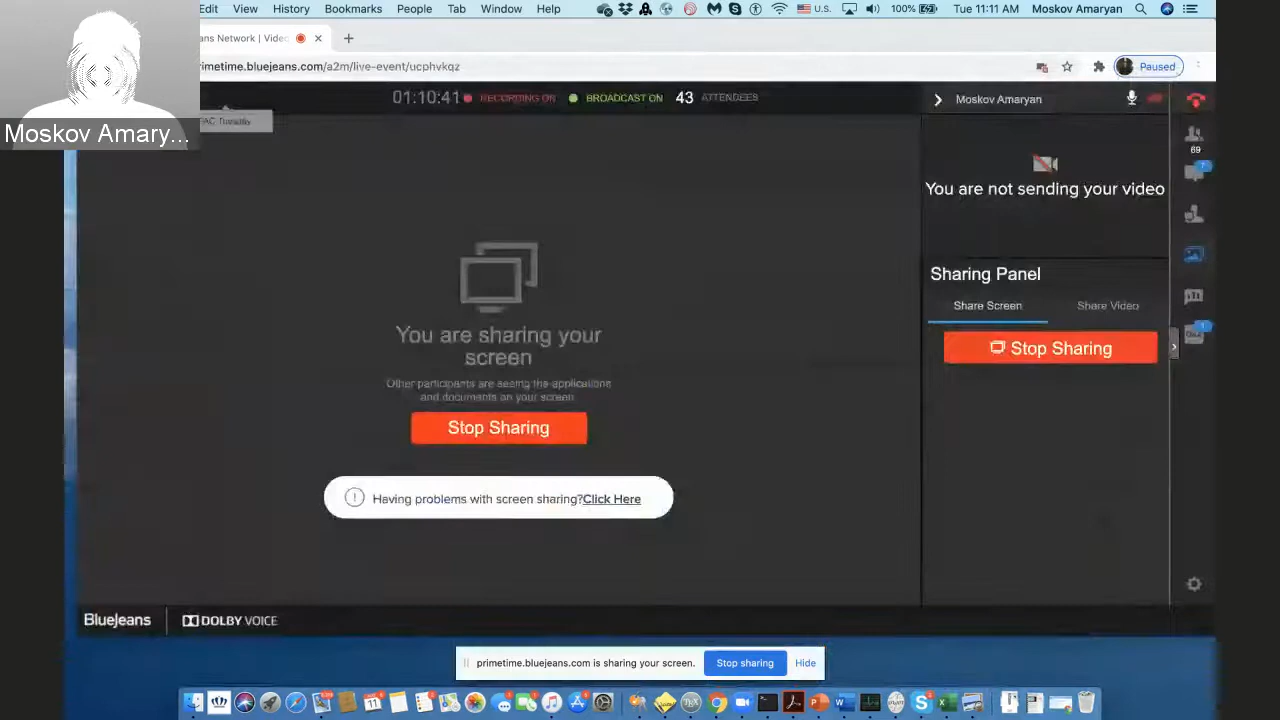 Edit View History Bookmarks People Tab Window Help U.S. 100% Tue 11:11 AM Moskov Amaryan
ans Network | Vide
primetime.bluejeans.com/a2m/live-event/ucphvkqz Paused
01:10:41 RECORDING ON BROADCAST ON 43 ATTENDEES Moskov Amaryan
Moskov Amary...
69
You are not sending your video
Sharing Panel
Share Screen Share Video
Stop Sharing
You are sharing your
screen
Other participants are seeing the applications
and documents on your screen
Stop Sharing
Having problems with screen sharing?Click Here
BlueJeans DOLBY VOICE
primetime.bluejeans.com is sharing your screen. Stop sharing Hide